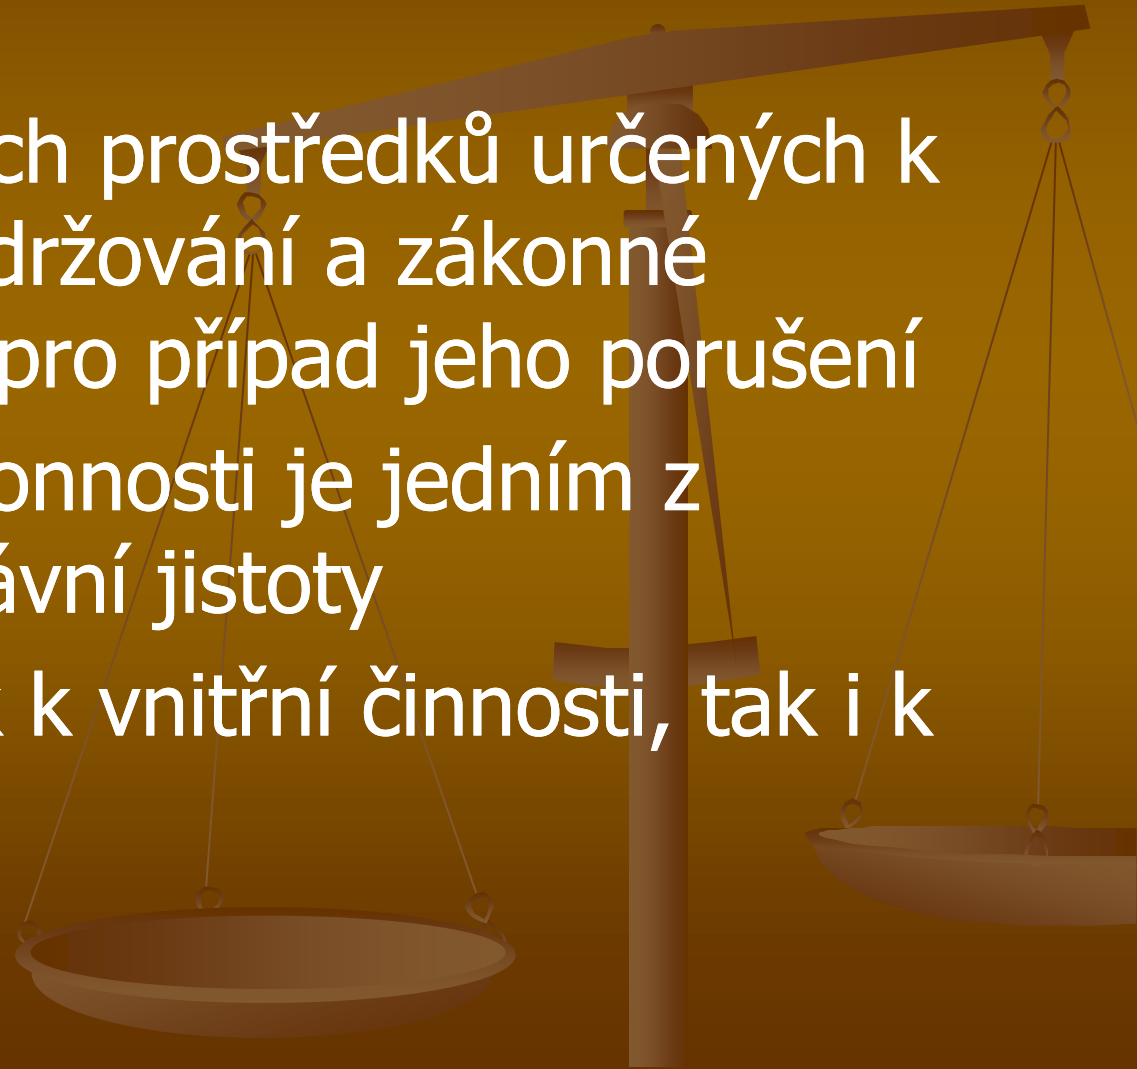 ch prostředků určených k
držování a zákonné
pro případ jeho porušení
onnosti je jedním z
ávní jistoty
k vnitřní činnosti, tak i k